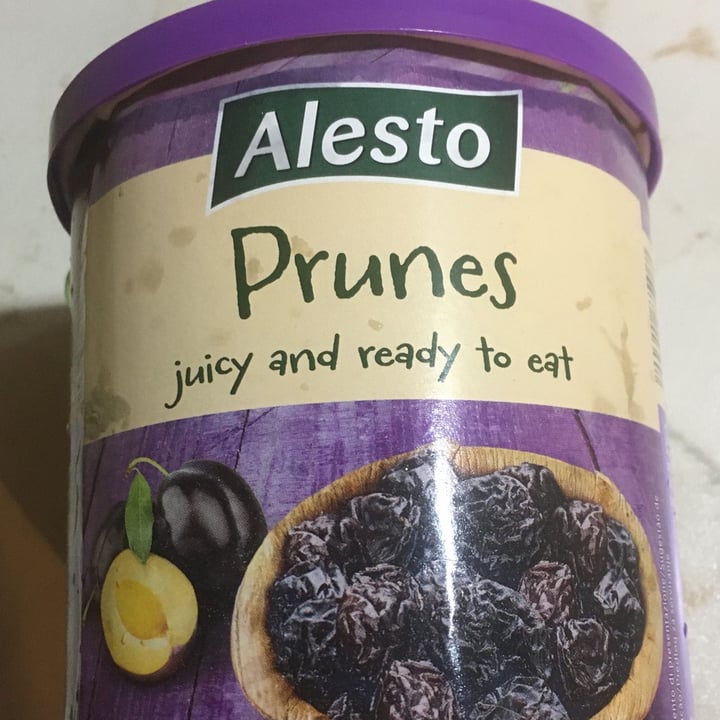 Alesto
Prunes
juicy and ready to eat